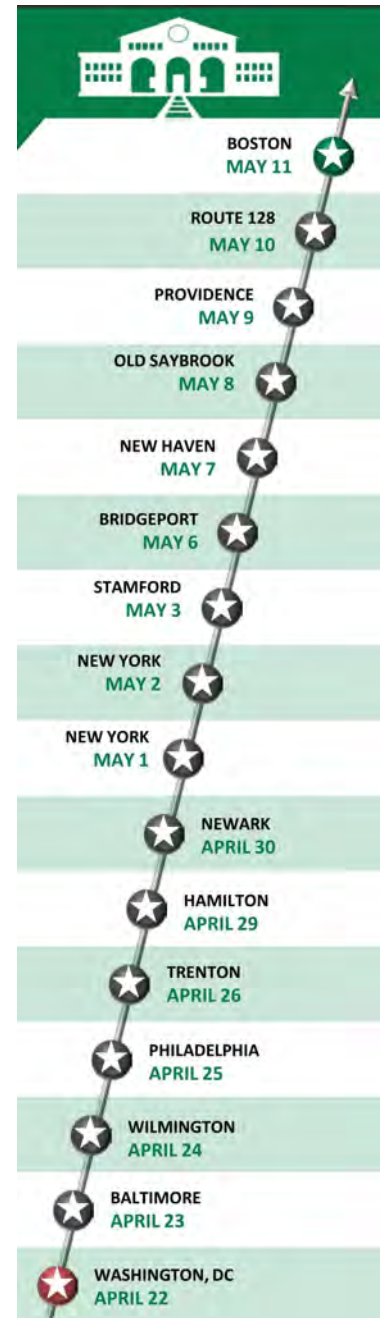 BOSTON
MAY 11
ROUTE 128
MAY 10
PROVIDENCE
MAY 9
OLD SAYBROOK
MAY 8
NEW HAVEN
MAY 7
BRIDGEPORT
MAY 6
STAMFORD
MAY 3
NEW YORK
MAY 2
NEW YORK
MAY 1
NEWARK
APRIL 30
HAMILTON
APRIL 29
TRENTON
APRIL 26
PHILADELPHIA
APRIL 25
WILMINGTON
APRIL 24
BALTIMORE
APRIL 23
WASHINGTON, DC
APRIL 22